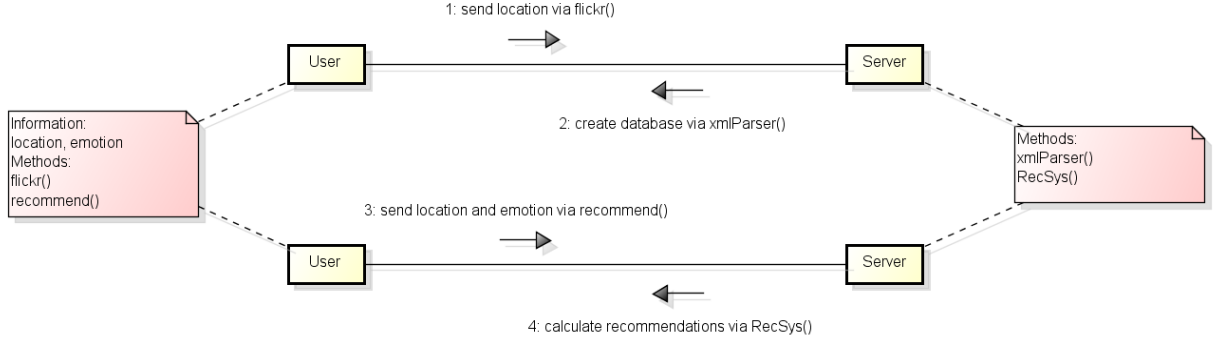 1: send location via flickr()
User
Server
2: create database via xmlParser()
Information:
location, emotion
Methods:
flickr()
recommend()
Methods:
xmlParser()
RecSys()
3: send location and emotion via recommend()
User
Server
4: calculate recommendations via RecSys()